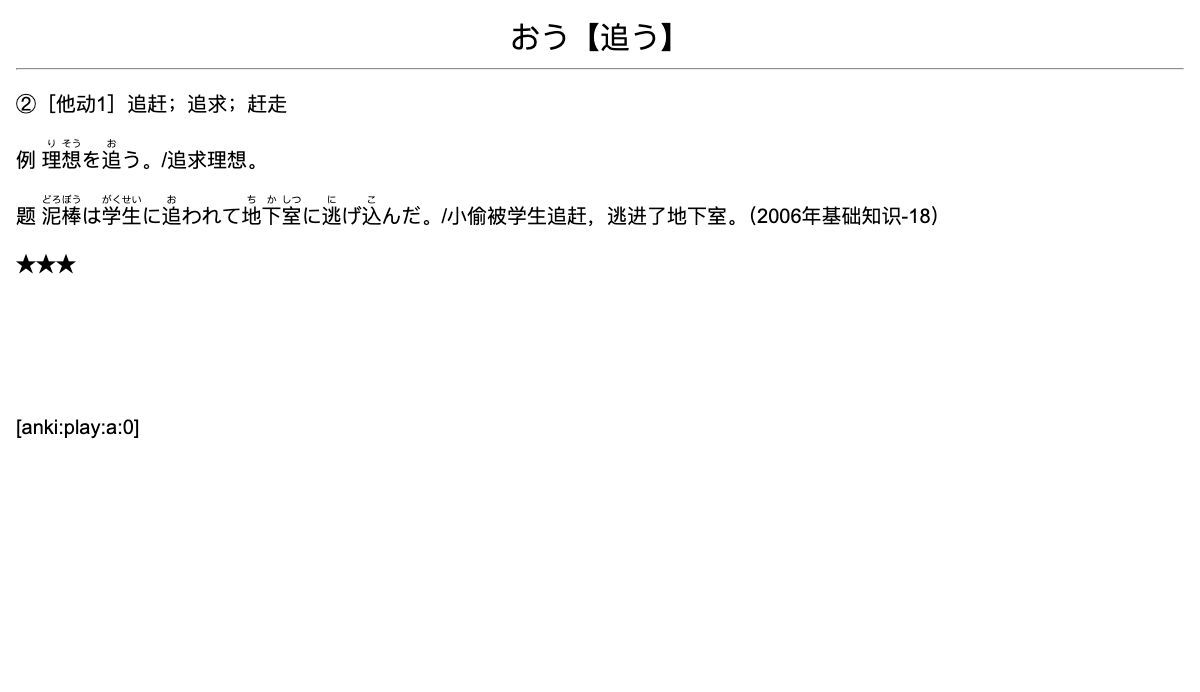 おう【追う】
②［他动1］追赶；追求；赶走
り そう お
例 理想を追う。/追求理想。
どろぼう がくせい お ち か しつ に こ
题 泥棒は学生に追われて地下室に逃げ込んだ。/小偷被学生追赶，逃进了地下室。（2006年基础知识-18）
★★★
[anki:play:a:0]